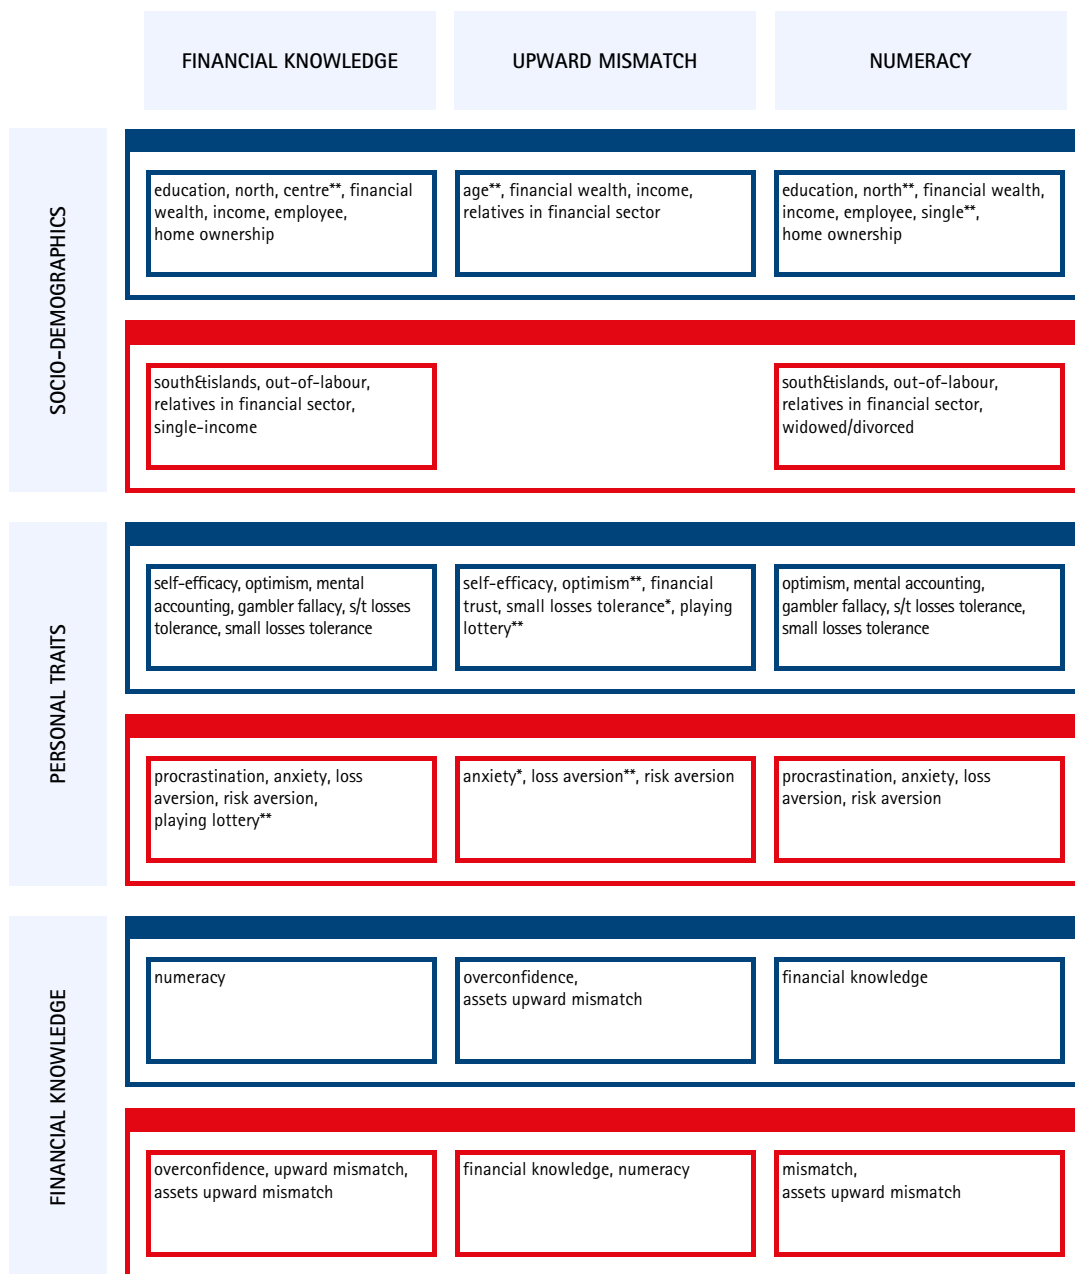 FINANCIAL KNOWLEDGE
UPWARD MISMATCH
NUMERACY
SOCIO-DEMOGRAPHICS
education, north, centre**, financial
wealth, income, employee,
home ownership
age**, financial wealth, income,
relatives in financial sector
education, north**, financial wealth,
income, employee, single**,
home ownership
south&islands, out-of-labour,
relatives in financial sector,
single-income
south&islands, out-of-labour,
relatives in financial sector,
widowed/divorced
PERSONAL TRAITS
self-efficacy, optimism, mental
accounting, gambler fallacy, s/t losses
tolerance, small losses tolerance
self-efficacy, optimism**, financial
trust, small losses tolerance*, playing
lottery**
optimism, mental accounting,
gambler fallacy, s/t losses tolerance,
small losses tolerance
procrastination, anxiety, loss
aversion, risk aversion,
playing lottery**
anxiety*, loss aversion**, risk aversion
procrastination, anxiety, loss
aversion, risk aversion
FINANCIAL KNOWLEDGE
numeracy
overconfidence,
assets upward mismatch
financial knowledge
overconfidence, upward mismatch,
assets upward mismatch
financial knowledge, numeracy
mismatch,
assets upward mismatch